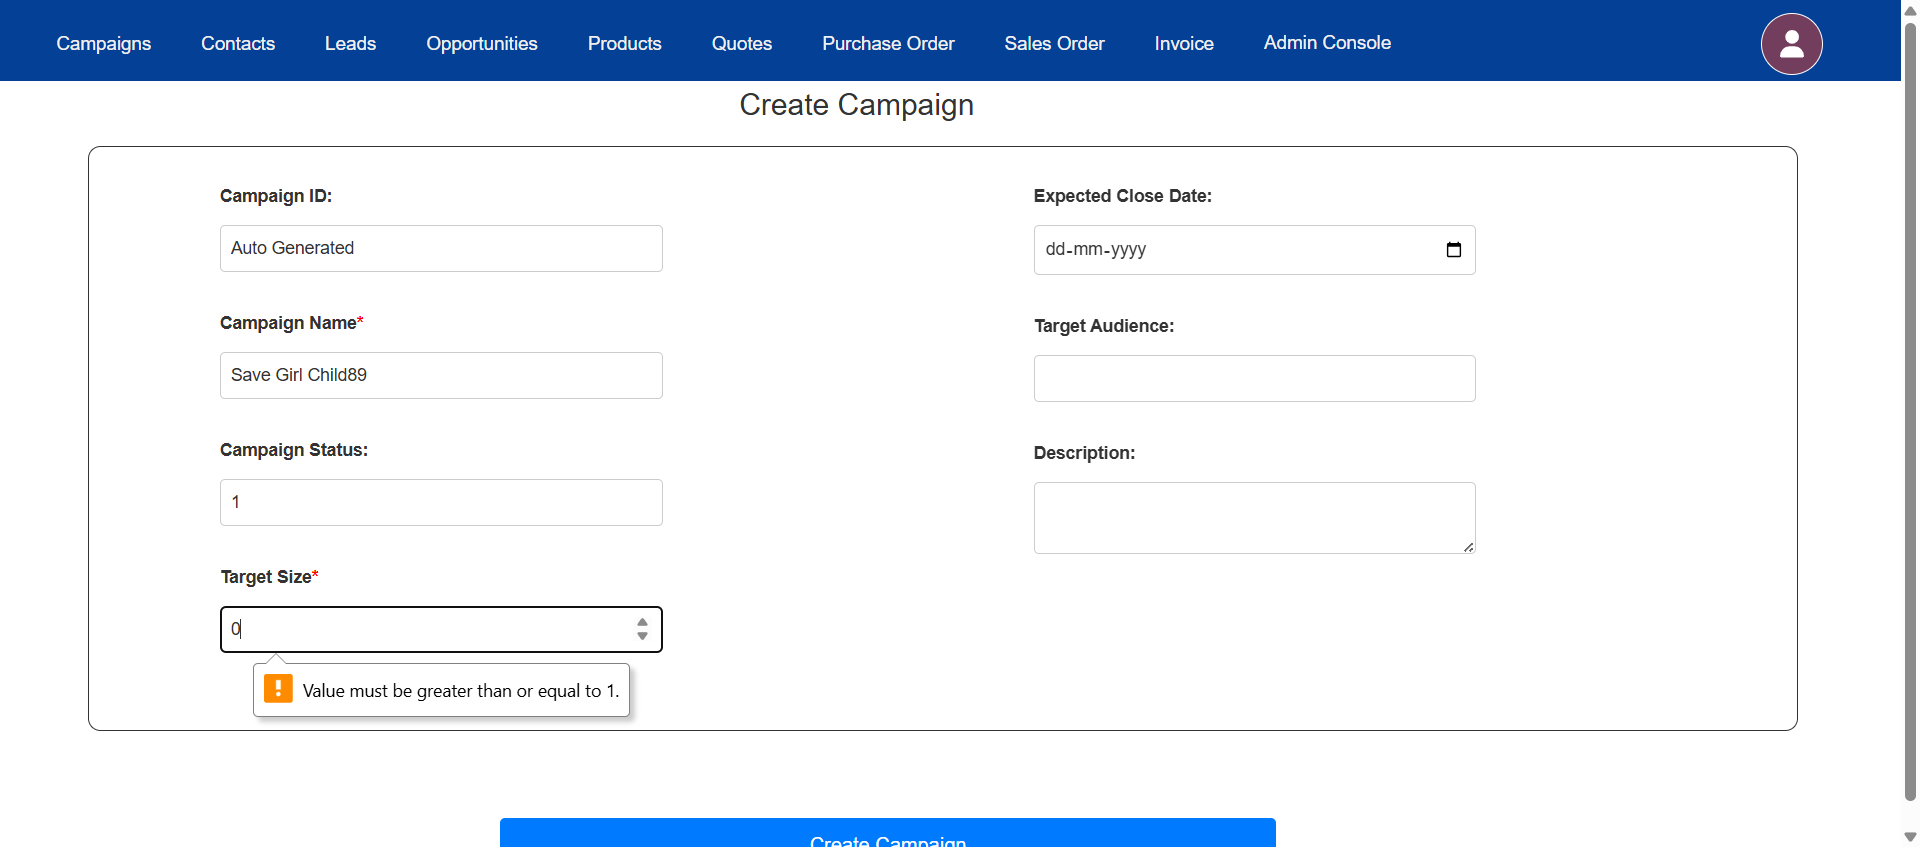 Campaigns Contacts Leads Opportunities Products Quotes Purchase Order Sales Order Invoice Admin Console
Create Campaign
Campaign ID:
Auto Generated
Campaign Name*
Save Girl Child89
Campaign Status:
1
Target Size*
0
Value must be greater than or equal to 1.
Expected Close Date:
dd-mm-yyyy
Target Audience:
Description:
Create Campaign